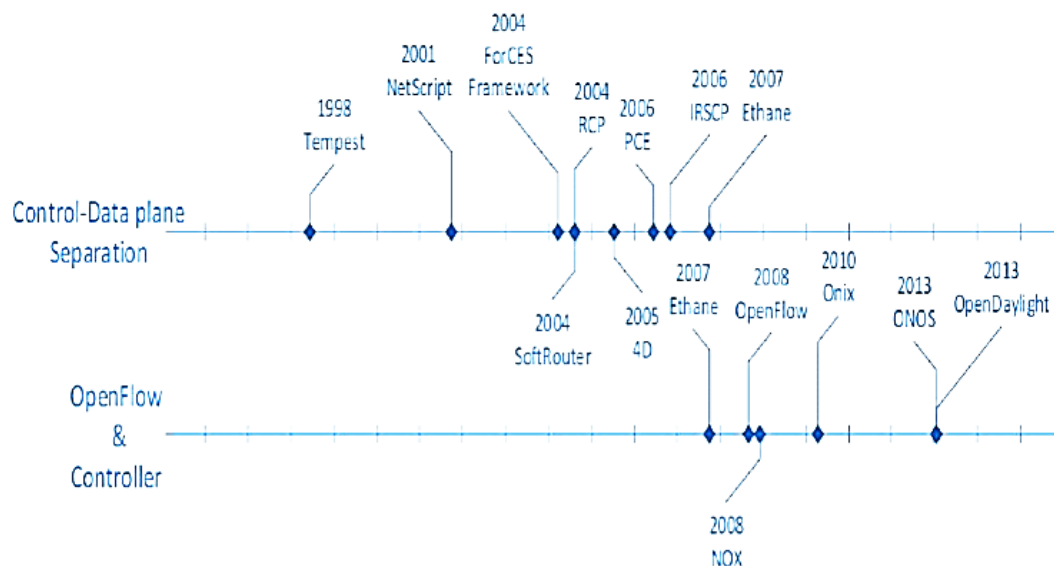 1998
Tempest
2001
NetScript
2004
ForCES
Framework
2004
RCP
2006
PCE
2006
IRSCP
2007
Ethane
Control-Data plane
Separation
2004
SoftRouter
2005
4D
2007
Ethane
2008
OpenFlow
2010
Onix
2013
ONOS
2013
OpenDaylight
OpenFlow
&
Controller
2008
NOX